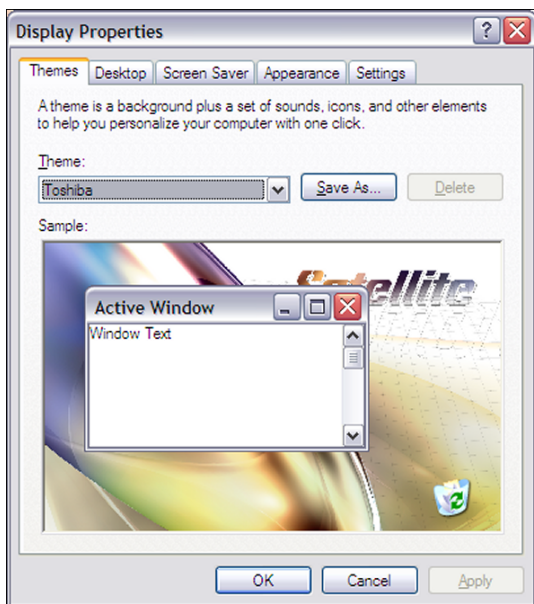 Display Properties
Themes Desktop Screen Saver Appearance Settings
A theme is a background plus a set of sounds, icons, and other elements
to help you personalize your computer with one click.
Theme:
Toshiba Save As... Delete
Sample:
Satellite
Active Window
Window Text
OK Cancel Apply